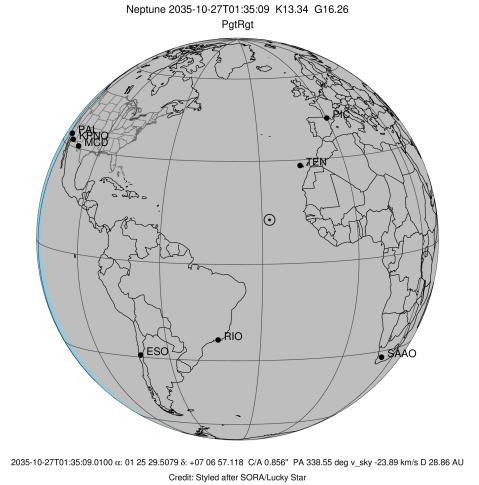 Neptune 2035-10-27T01:35:09 K13.34 G16.26
PgtRgt
PIC
PAL
KPNO
MCD
TEN
RIO
ESO
SAAO
2035-10-27T01:35:09.0100 α: 01 25 29.5079 δ: +07 06 57.118 C/A 0.856" PA 338.55 deg v_sky -23.89 km/s D 28.86 AU
Credit: Styled after SORA/Lucky Star